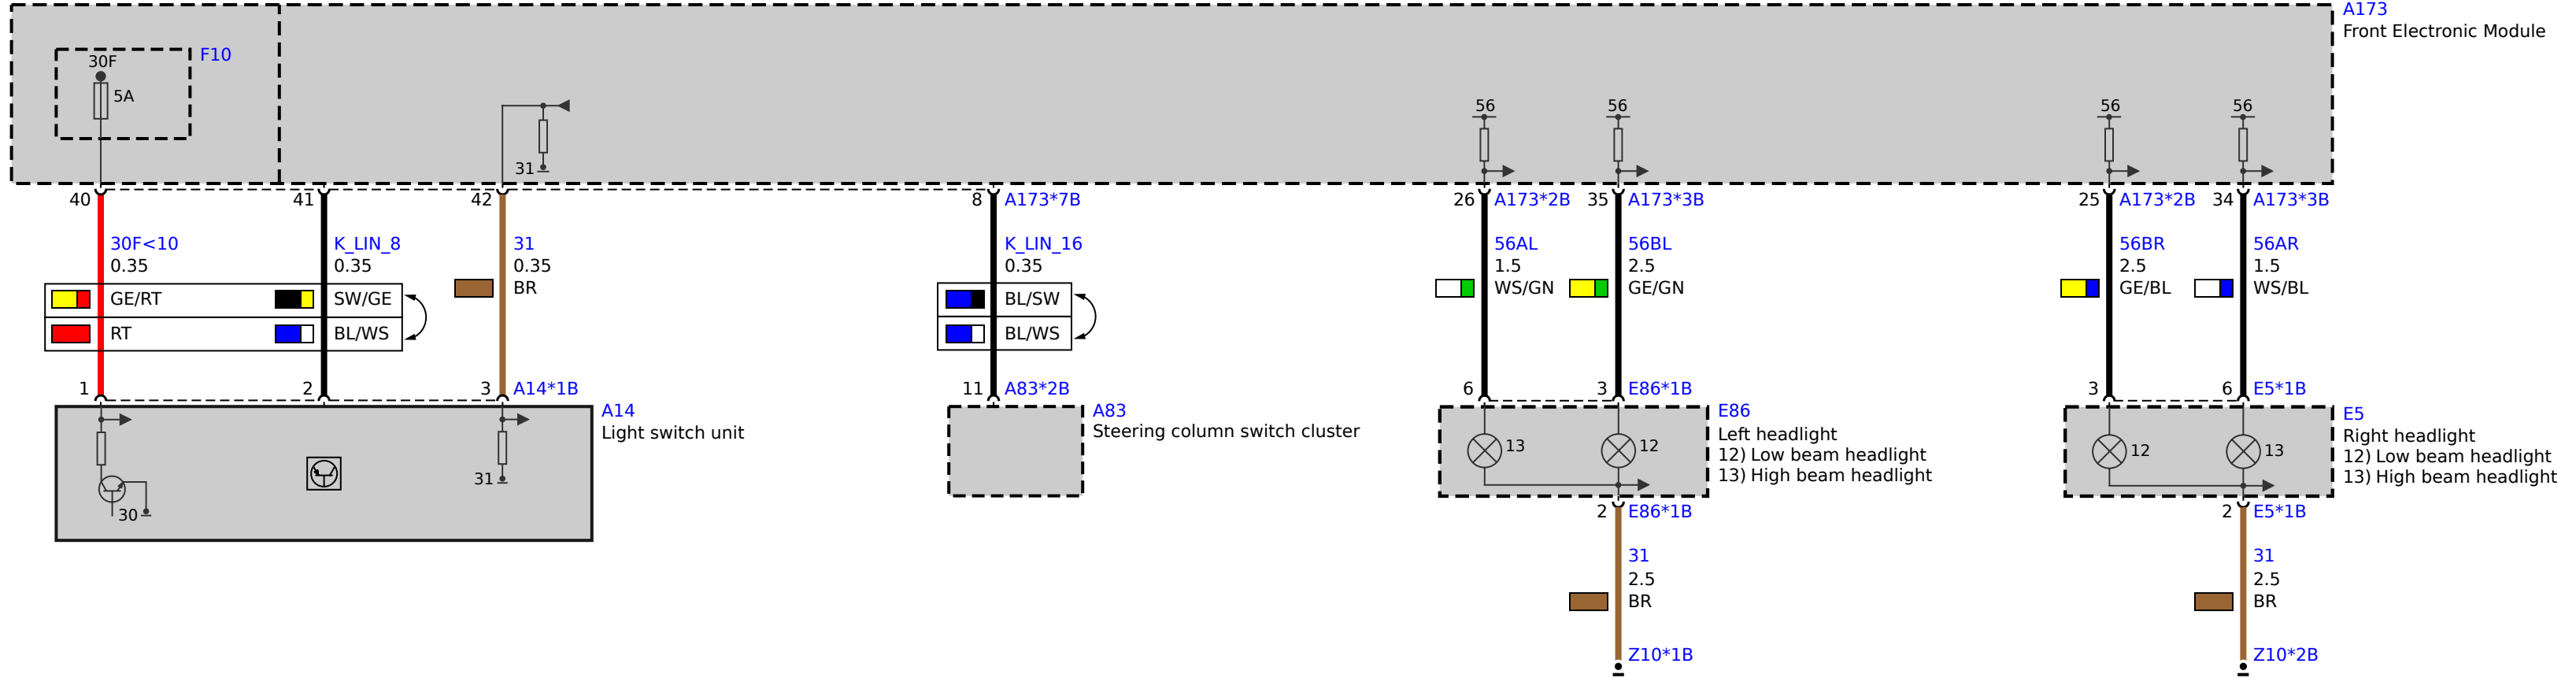 A173
Front Electronic Module
F10
30F
5A
31
56
56
56
56
40
41
42
8
A173*7B
26
A173*2B
35
A173*3B
25
A173*2B
34
A173*3B
30F<10
0.35
K_LIN_8
0.35
31
0.35
BR
K_LIN_16
0.35
56AL
1.5
WS/GN
56BL
2.5
GE/GN
56BR
2.5
GE/BL
56AR
1.5
WS/BL
GE/RT
SW/GE
BL/SW
RT
BL/WS
BL/WS
1
2
3
A14*1B
11
A83*2B
6
3
E86*1B
3
6
E5*1B
A14
Light switch unit
31
30
A83
Steering column switch cluster
13
12
E86
Left headlight
12) Low beam headlight
13) High beam headlight
12
13
E5
Right headlight
12) Low beam headlight
13) High beam headlight
2
E86*1B
2
E5*1B
31
2.5
BR
31
2.5
BR
Z10*1B
Z10*2B